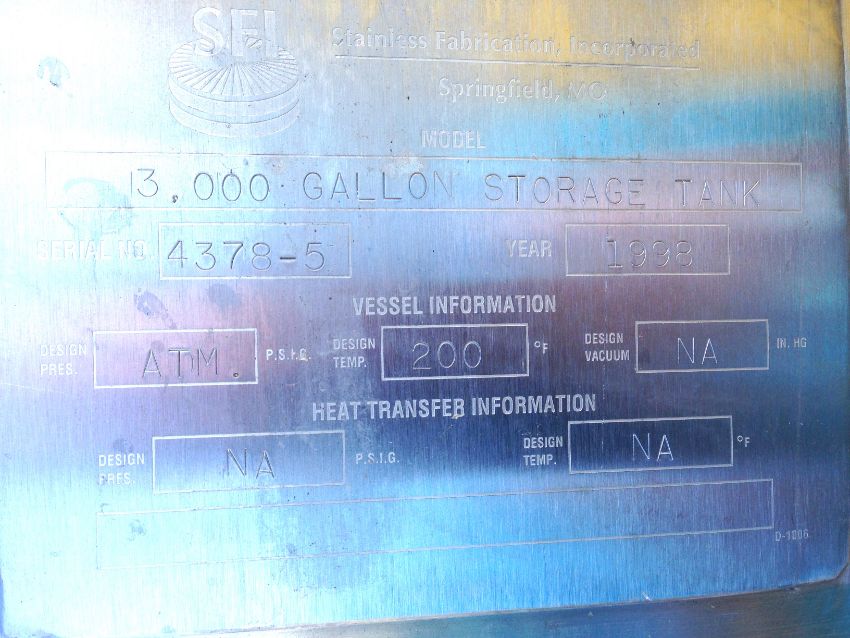 SFI
Stainless Fabrication, Incorporated
Springfield, MO
MODEL
13,000 GALLON STORAGE TANK
SERIAL NO. 4378-5 YEAR 1998
VESSEL INFORMATION
DESIGN PRES. ATM. P.S.I.G. DESIGN TEMP. 200 °F DESIGN VACUUM NA IN. HG
HEAT TRANSFER INFORMATION
DESIGN PRES. NA P.S.I.G. DESIGN TEMP. NA °F
D-1006